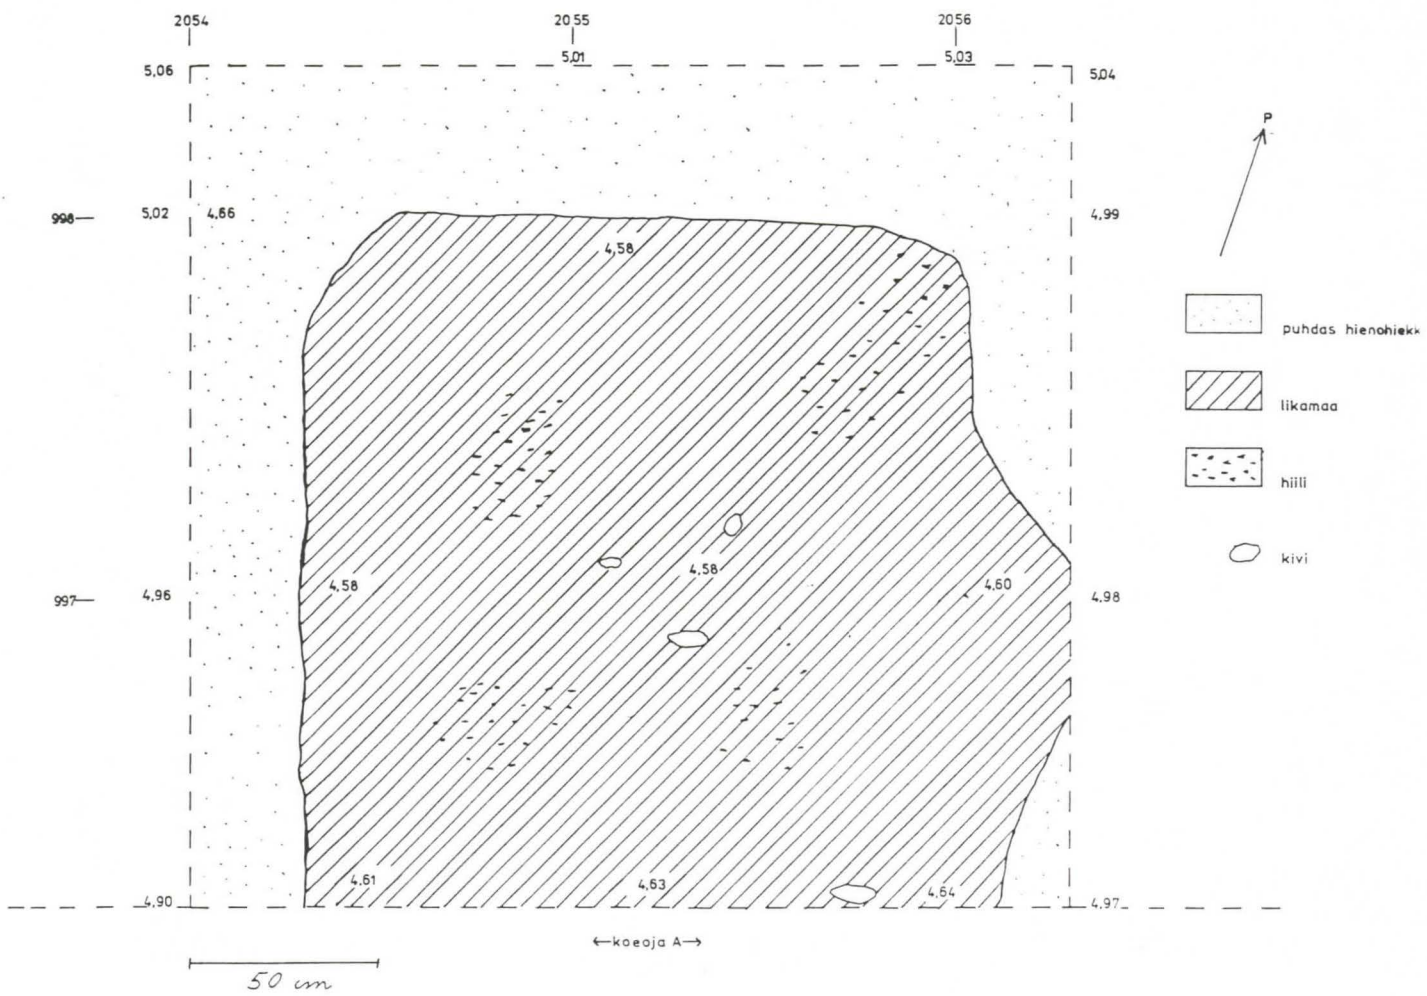 2054 2055 2056
5,01 5,03
5,06 5,04
P
998 5,02 4,66 4,99
4,58
puhdas hienohiekk
likamaa
hiili
kivi
4,58 4,58 4,60
997 4,96 4,98
4,61 4,63 4,64
4,90 4,97
←koeoja A→
50 cm